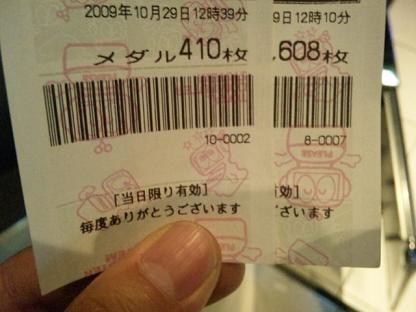 2009年10月29日12時39分
メダル410枚
10-0002
[当日限り有効]
毎度ありがとうございます
9日12時10分
608枚
8-0007
効]
ざいます
PLEASE